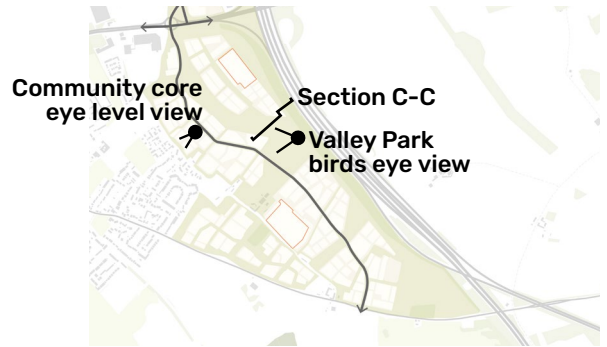 Community core
eye level view
Section C-C
Valley Park
birds eye view